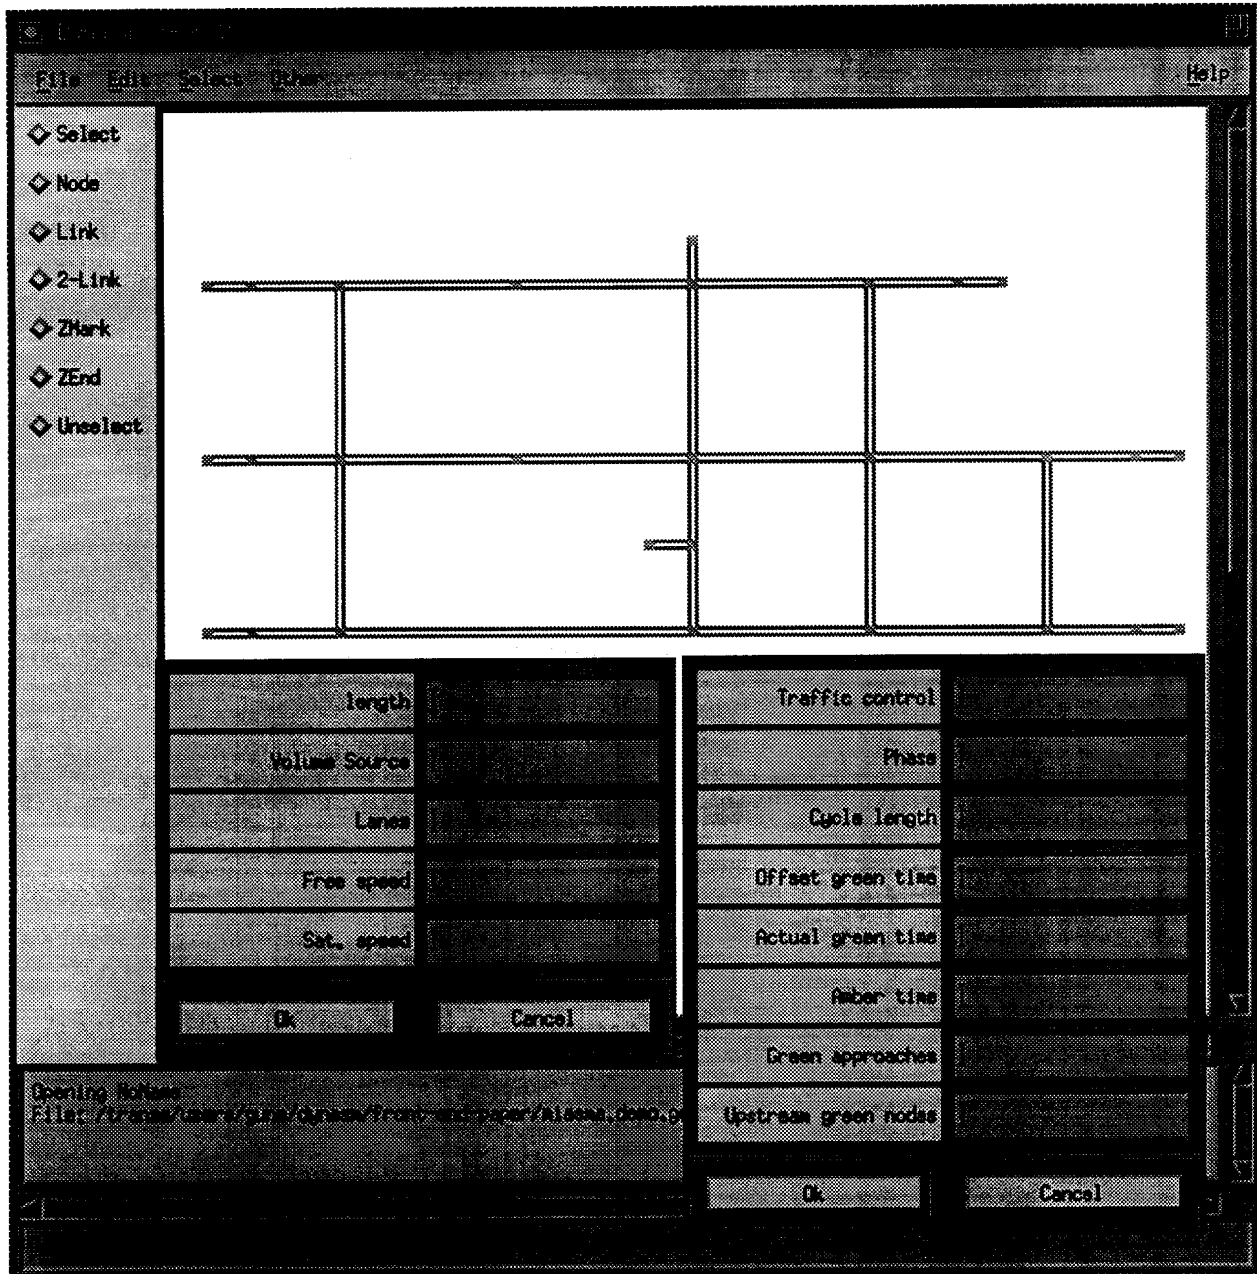 File Edit Select Other Help
Select
Node
Link
2-Link
ZMark
ZEnd
Unselect
length
Volume Source
Lanes
Free speed
Sat. speed
Ok Cancel
Traffic control
Phase
Cycle length
Offset green time
Actual green time
Amber time
Green approaches
Upstream green nodes
Ok Cancel
Opening NoName
File: